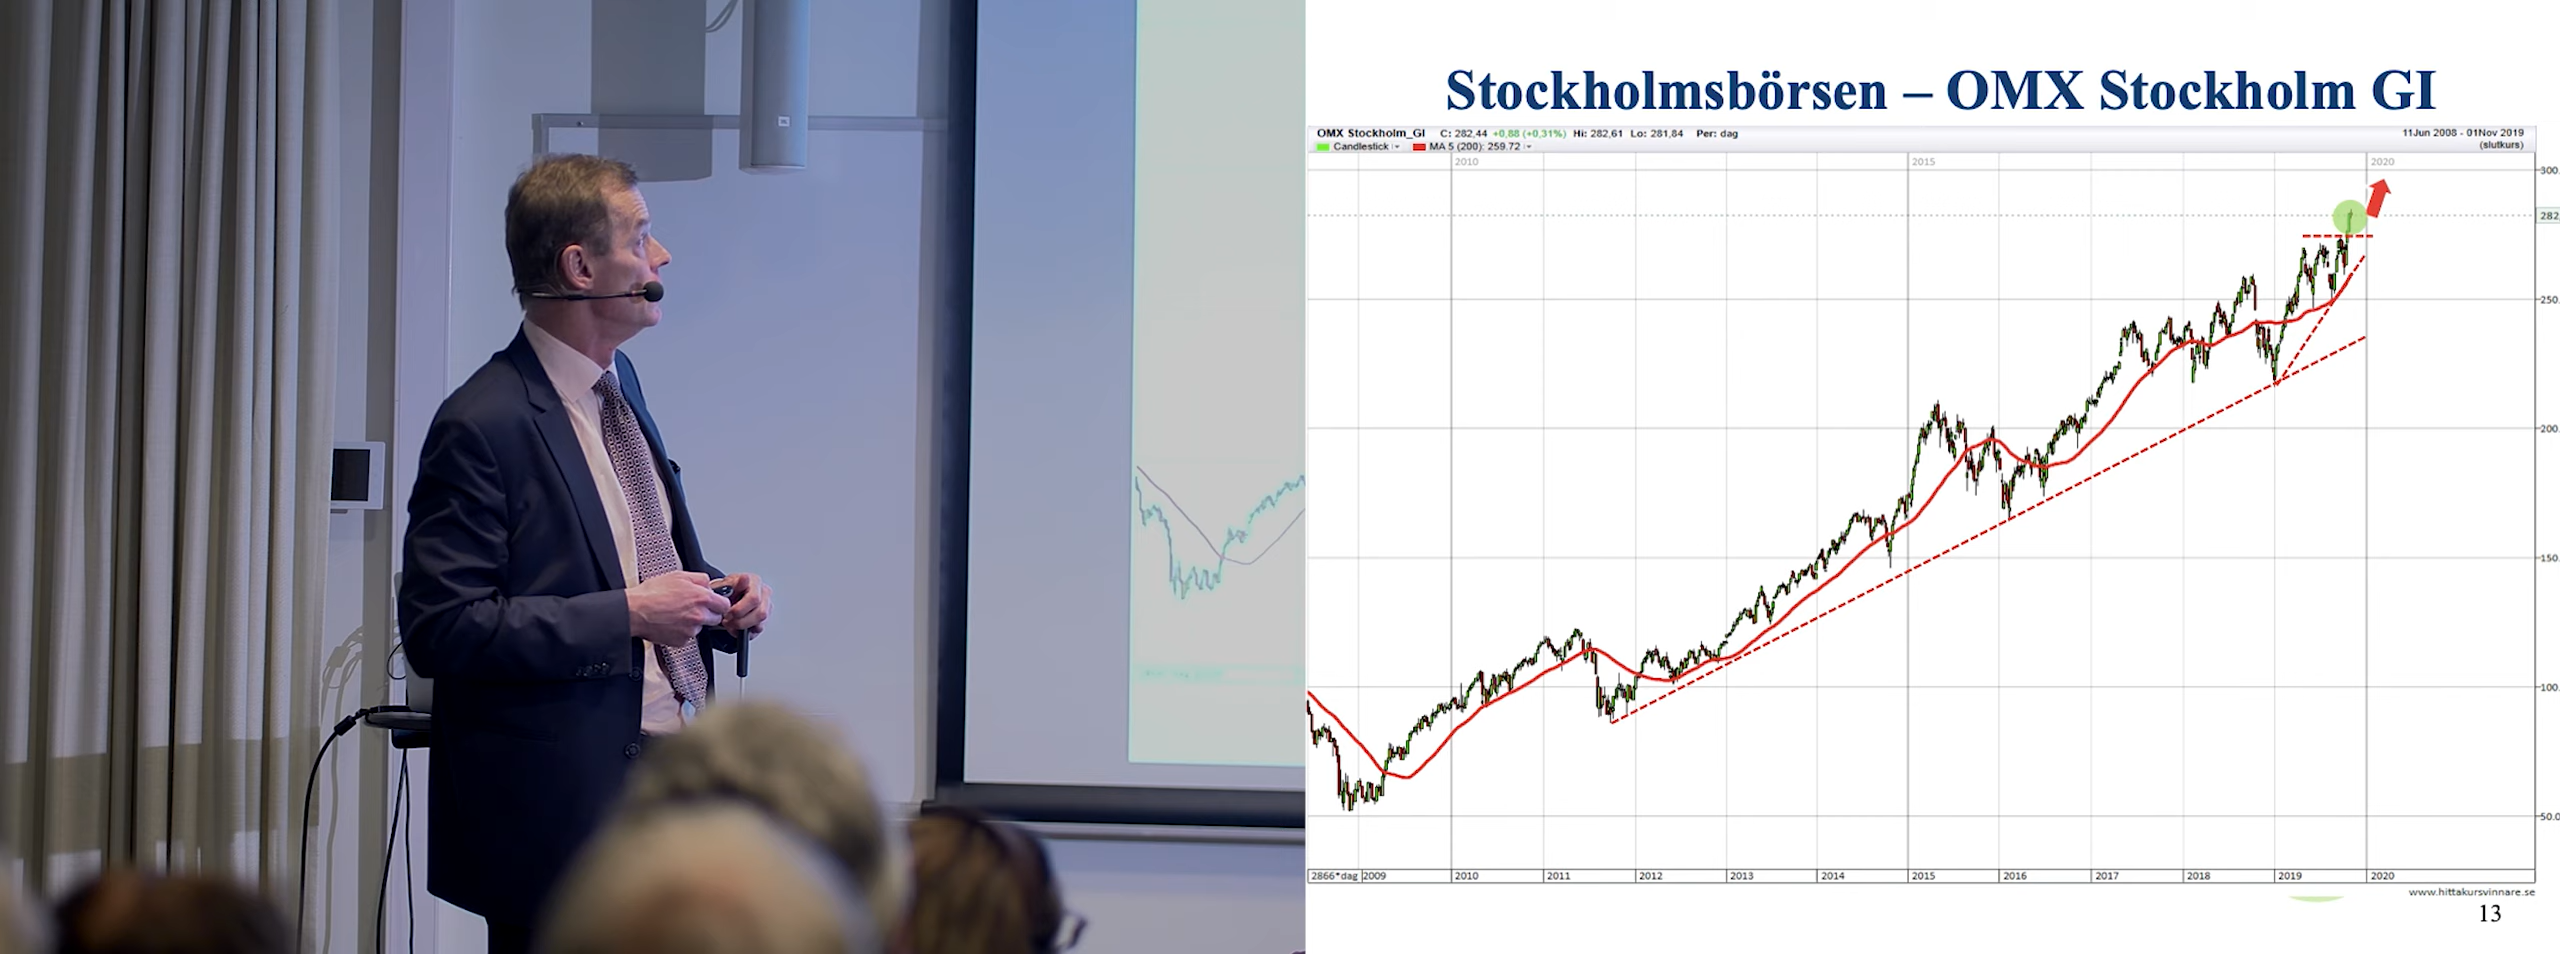 Stockholmsbörsen – OMX Stockholm GI
OMX Stockholm_GI C: 282,44 +0,88 (+0,31%) Hi: 282,61 Lo: 281,84 Per: dag 11Jun 2008 - 01Nov 2019
Candlestick MA 5 (200): 259.72 (slutkurs)
2010 2015 2020
300.
282
250.
200.
150.
100.
50.0
2866*dag 2009 2010 2011 2012 2013 2014 2015 2016 2017 2018 2019 2020
www.hittakursvinnare.se
13